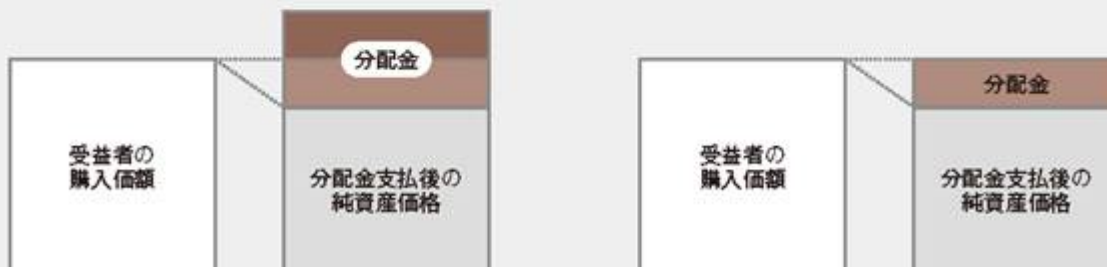 分配金
受益者の
購入価額
分配金支払後の
純資産価格
分配金
受益者の
購入価額
分配金支払後の
純資産価格